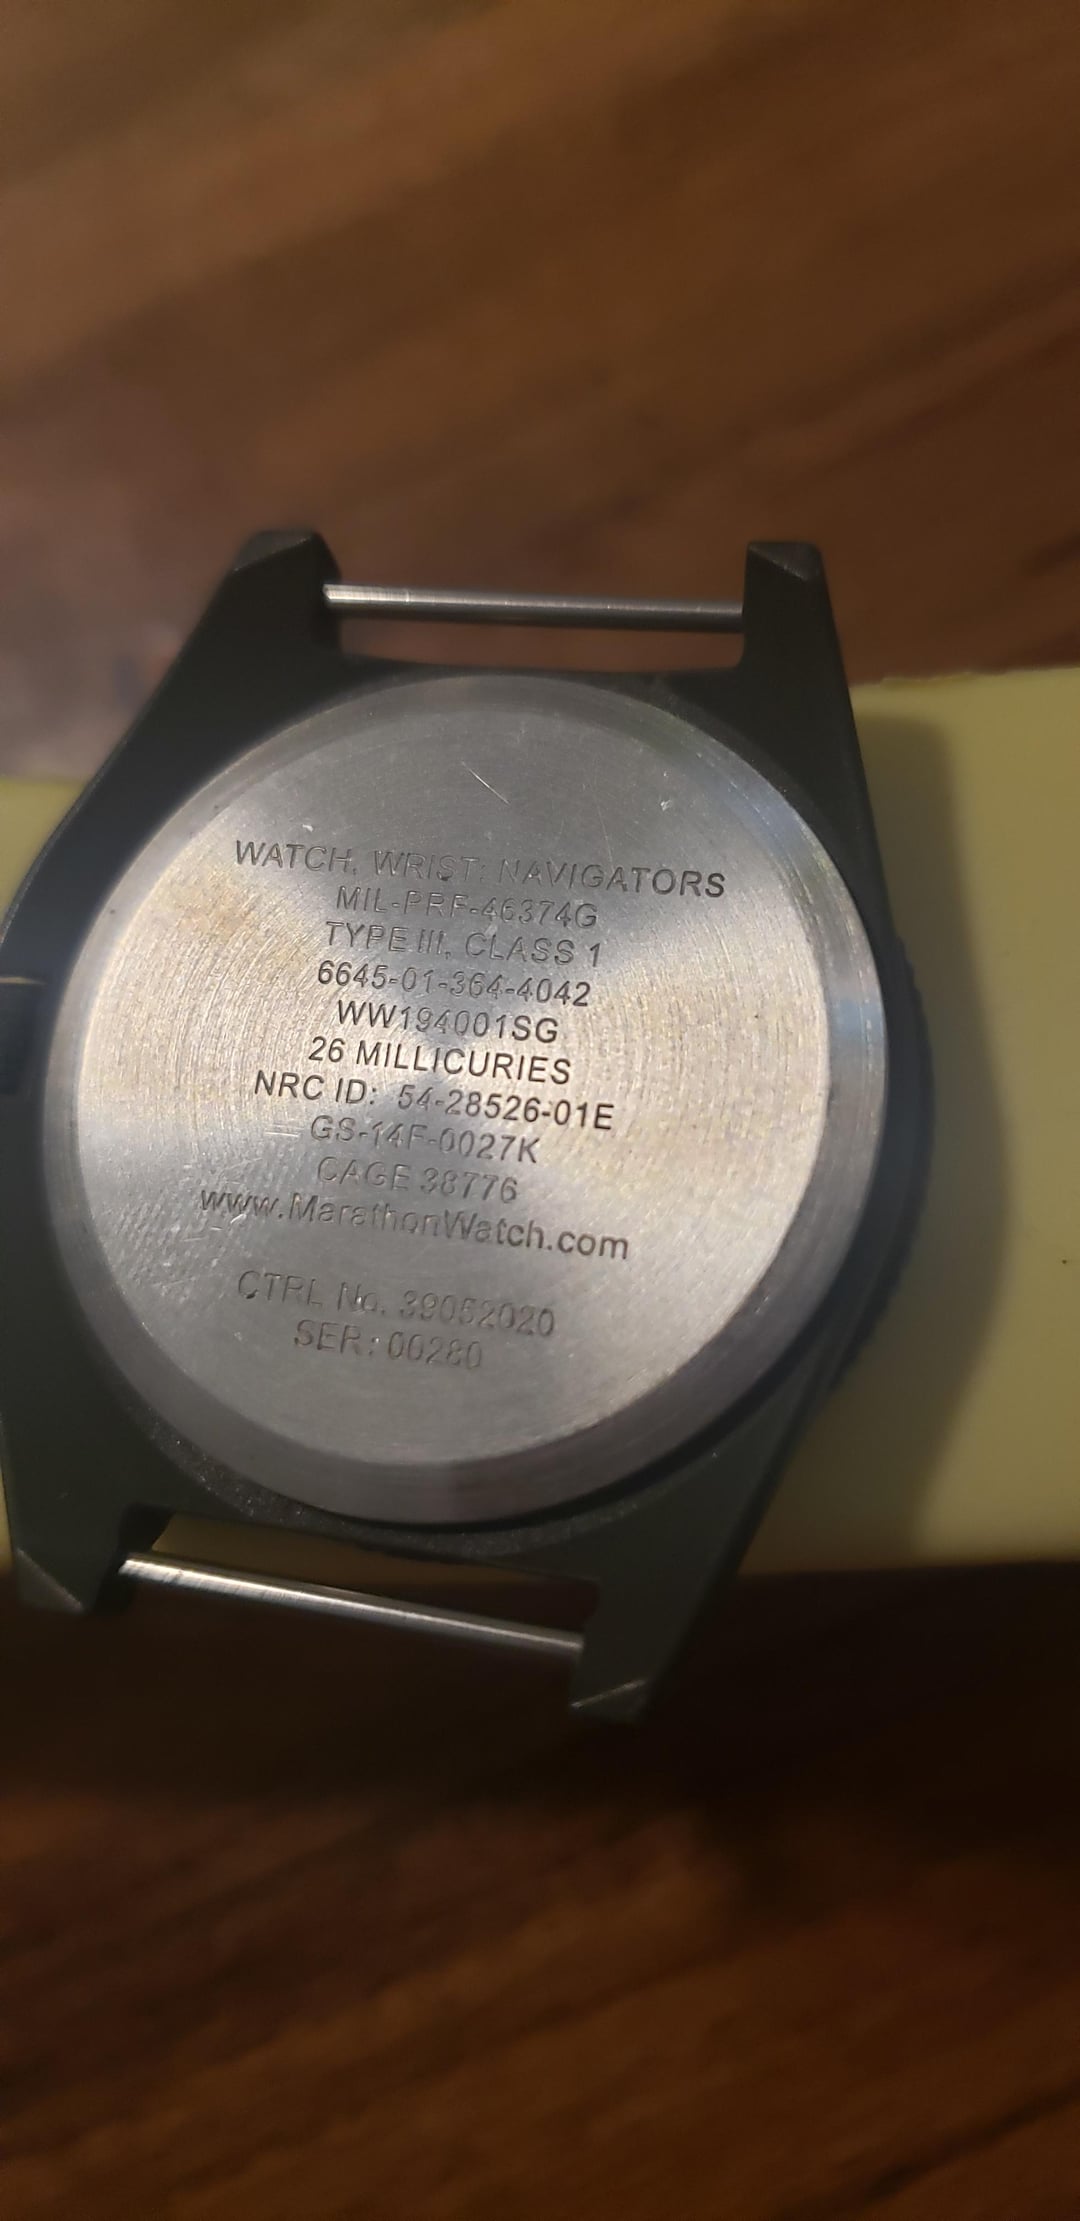 WATCH, WRIST: NAVIGATORS
MIL-PRF-46374G
TYPE III, CLASS 1
6645-01-364-4042
WW194001SG
26 MILLICURIES
NRC ID: 54-28526-01E
GS-14F-0027K
CAGE 38776
www.MarathonWatch.com
CTRL No. 39052020
SER: 00280